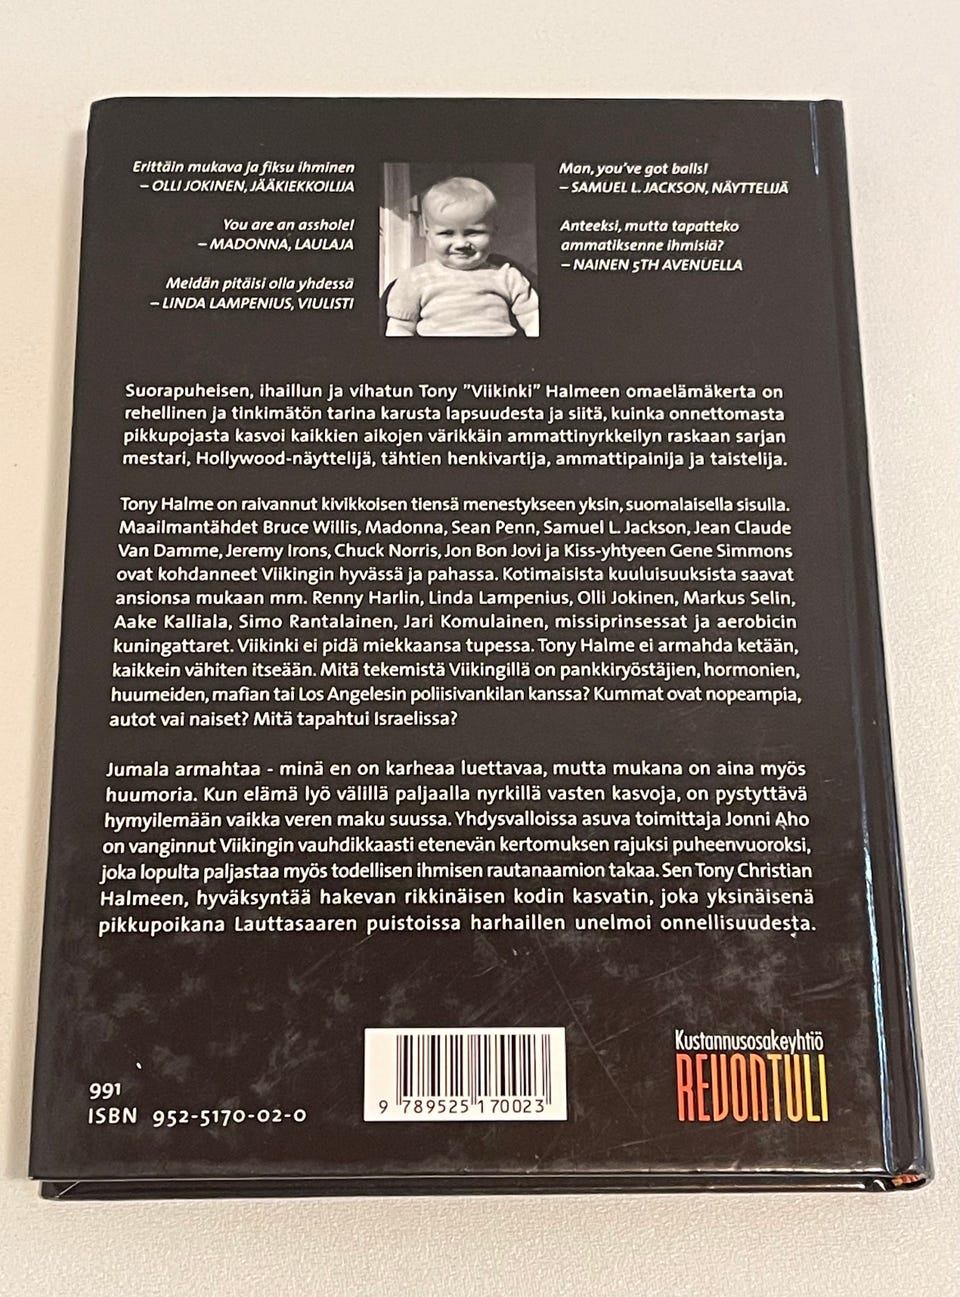 Erittäin mukava ja fiksu ihminen
– OLLI JOKINEN, JÄÄKIEKKOILIJA
You are an asshole!
– MADONNA, LAULAJA
Meidän pitäisi olla yhdessä
– LINDA LAMPENIUS, VIULISTI
Man, you've got balls!
– SAMUEL L. JACKSON, NÄYTTELIJÄ
Anteeksi, mutta tapatteko
ammatiksenne ihmisiä?
– NAINEN 5TH AVENUELLA
Suorapuheisen, ihaillun ja vihatun Tony ”Viikinki” Halmeen omaelämäkerta on
rehellinen ja tinkimätön tarina karusta lapsuudesta ja siitä, kuinka onnettomasta
pikkupojasta kasvoi kaikkien aikojen värikkäin ammattinyrkkeilyn raskaan sarjan
mestari, Hollywood-näyttelijä, tähtien henkivartija, ammattipainija ja taistelija.
Tony Halme on raivannut kivikkoisen tiensä menestykseen yksin, suomalaisella sisulla.
Maailmantähdet Bruce Willis, Madonna, Sean Penn, Samuel L. Jackson, Jean Claude
Van Damme, Jeremy Irons, Chuck Norris, Jon Bon Jovi ja Kiss-yhtyeen Gene Simmons
ovat kohdanneet Viikingin hyvässä ja pahassa. Kotimaisista kuuluisuuksista saavat
ansionsa mukaan mm. Renny Harlin, Linda Lampenius, Olli Jokinen, Markus Selin,
Aake Kalliala, Simo Rantalainen, Jari Komulainen, missiprinsessat ja aerobicin
kuningattaret. Viikinki ei pidä miekkaansa tupessa. Tony Halme ei armahda ketään,
kaikkein vähiten itseään. Mitä tekemistä Viikingillä on pankkiryöstäjien, hormonien,
huumeiden, mafian tai Los Angelesin poliisivankilan kanssa? Kummat ovat nopeampia,
autot vai naiset? Mitä tapahtui Israelissa?
Jumala armahtaa - minä en on karheaa luettavaa, mutta mukana on aina myös
huumoria. Kun elämä lyö välillä paljaalla nyrkillä vasten kasvoja, on pystyttävä
hymyilemään vaikka veren maku suussa. Yhdysvalloissa asuva toimittaja Jonni Aho
on vanginnut Viikingin vauhdikkaasti etenevän kertomuksen rajuksi puheenvuoroksi,
joka lopulta paljastaa myös todellisen ihmisen rautanaamion takaa. Sen Tony Christian
Halmeen, hyväksyntää hakevan rikkinäisen kodin kasvatin, joka yksinäisenä
pikkupoikana Lauttasaaren puistoissa harhaillen unelmoi onnellisuudesta.
991
ISBN 952-5170-02-0
9 789525 170023
Kustannusosakeyhtiö
REVONTULI